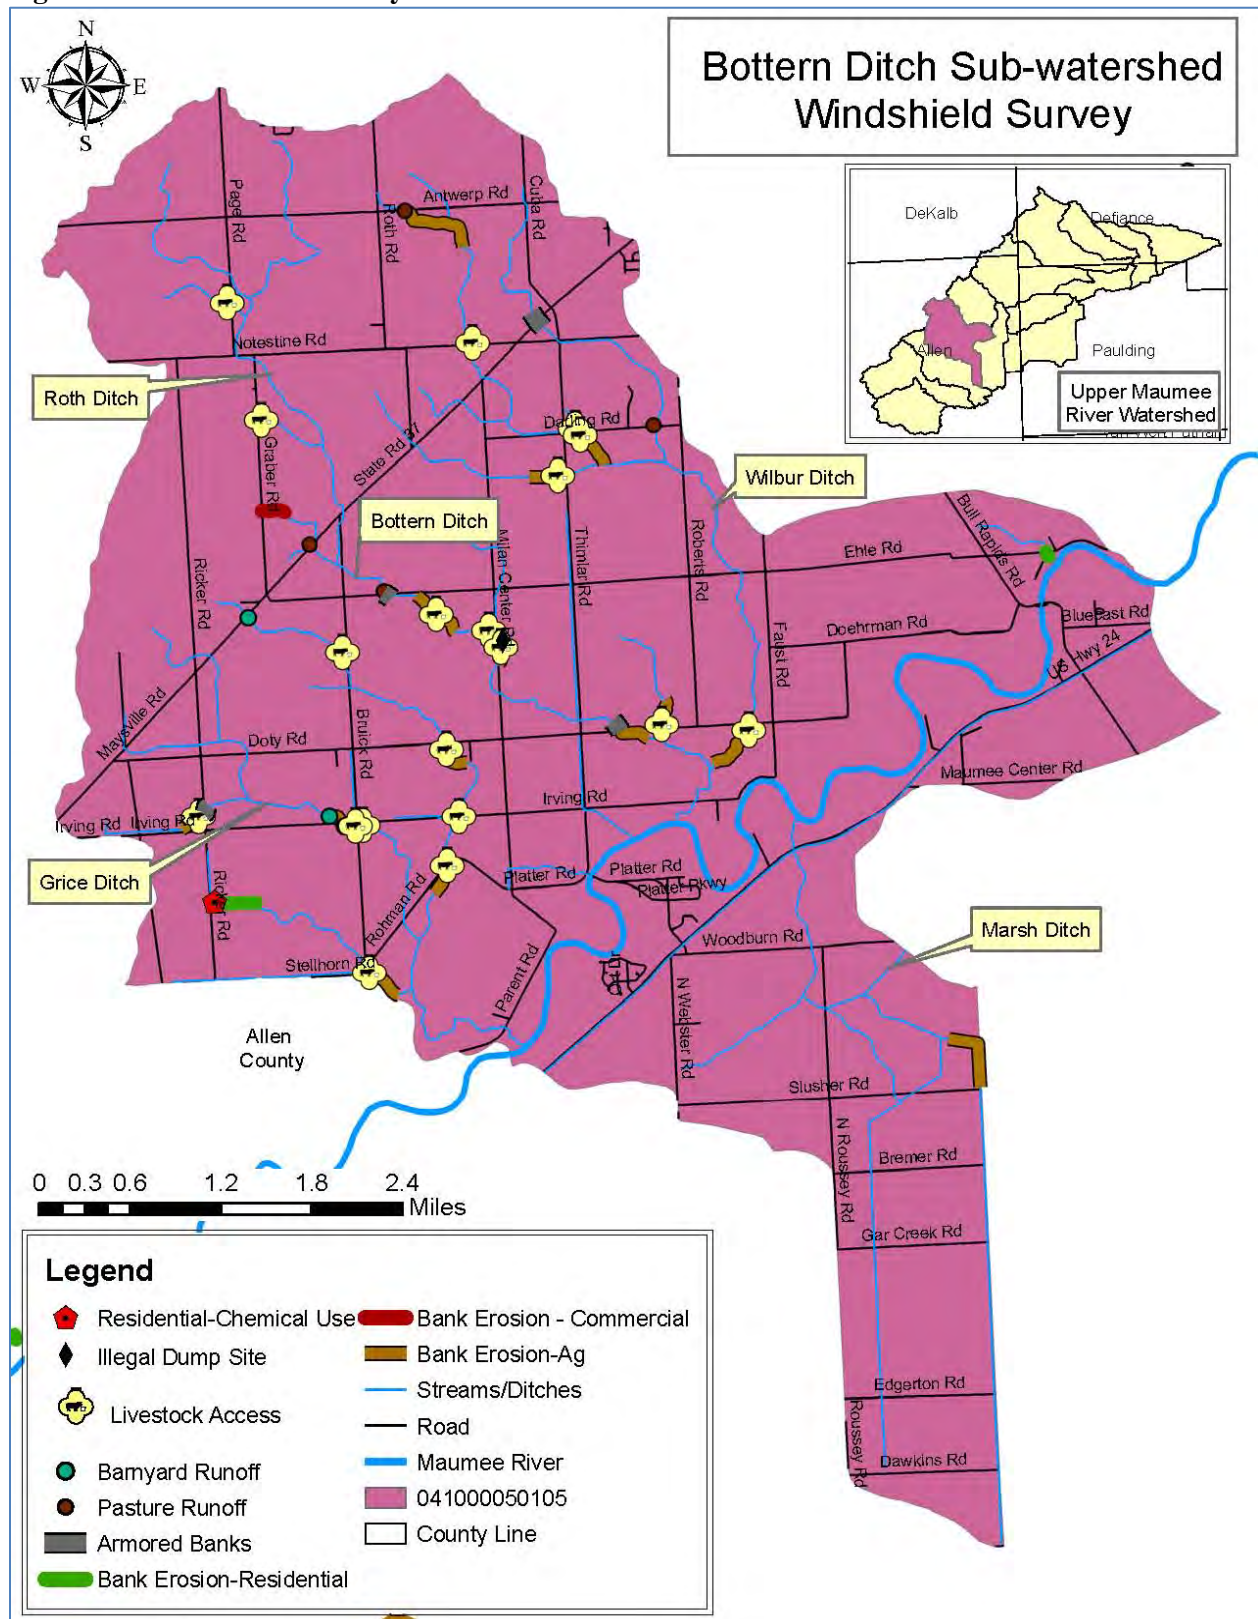 N
W
E
S
Bottern Ditch Sub-watershed
Windshield Survey
DeKalb
Defiance
Allen
Paulding
Upper Maumee
River Watershed
Page Rd
Roth Rd
Antwerp Rd
Cuba Rd
Notestine Rd
Roth Ditch
Graber Rd
State Rd 37
Darling Rd
Wilbur Ditch
Bottern Ditch
Milan Center Rd
Thimlar Rd
Roberts Rd
Ehle Rd
Bull Rapids Rd
Ricker Rd
Bluecast Rd
Doehrman Rd
US Hwy 24
Faust Rd
Maysville Rd
Doty Rd
Bruick Rd
Maumee Center Rd
Irving Rd
Irving Rd
Irving Rd
Grice Ditch
Ricker Rd
Rohman Rd
Platter Rd
Platter Rd
Platter Pkwy
Woodburn Rd
Marsh Ditch
Stellhorn Rd
Parent Rd
N Webster Rd
Allen
County
Slusher Rd
N Roussey Rd
Bremer Rd
Gar Creek Rd
Edgerton Rd
Roussey Rd
Dawkins Rd
0 0.3 0.6 1.2 1.8 2.4
Miles
Legend
Residential-Chemical Use
Illegal Dump Site
Livestock Access
Barnyard Runoff
Pasture Runoff
Armored Banks
Bank Erosion-Residential
Bank Erosion - Commercial
Bank Erosion-Ag
Streams/Ditches
Road
Maumee River
041000050105
County Line